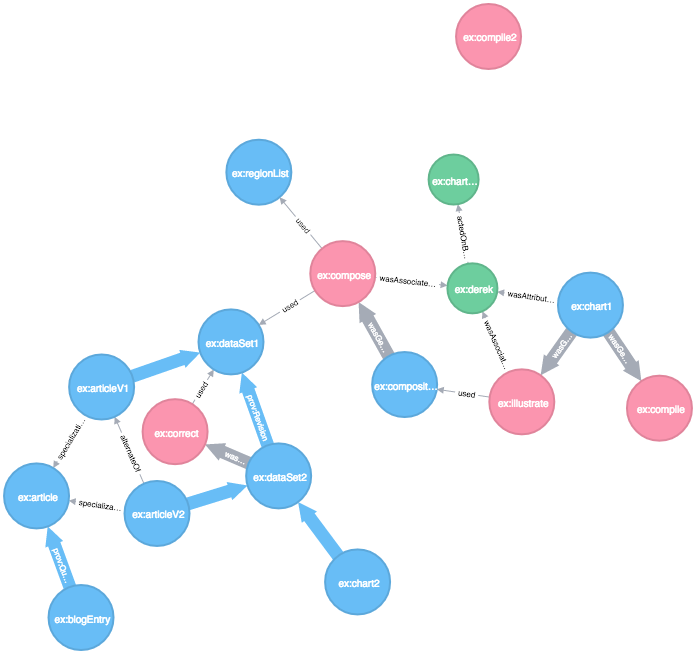 ex:compile2
ex:regionList
ex:chart…
used
actedOnB…
ex:compose
wasAssociate…
ex:derek
wasAttribut…
ex:chart1
used
wasGe…
wasAssociat…
wasG…
wasGe…
ex:dataSet1
ex:articleV1
ex:composit…
used
ex:illustrate
ex:compile
used
prov:Revision
specializati…
alternateOf
ex:correct
was…
ex:dataSet2
ex:article
specializa…
ex:articleV2
prov:Qu…
ex:chart2
ex:blogEntry